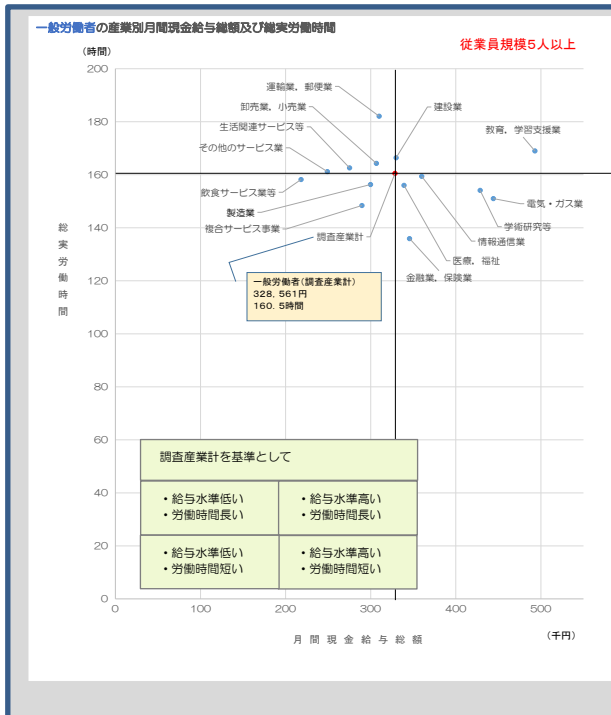 一般労働者の産業別月間現金給与総額及び総実労働時間
(時間)
従業員規模5人以上
200
180
160
140
120
100
80
60
40
20
0
総実労働時間
運輸業，郵便業
卸売業，小売業
建設業
生活関連サービス等
教育，学習支援業
その他のサービス業
飲食サービス業等
製造業
複合サービス事業
調査産業計
電気・ガス業
学術研究等
情報通信業
医療，福祉
金融業，保険業
一般労働者(調査産業計)
328,561円
160.5時間
調査産業計を基準として
・給与水準低い
・労働時間長い
・給与水準高い
・労働時間長い
・給与水準低い
・労働時間短い
・給与水準高い
・労働時間短い
0
100
200
300
400
500
月間現金給与総額
(千円)